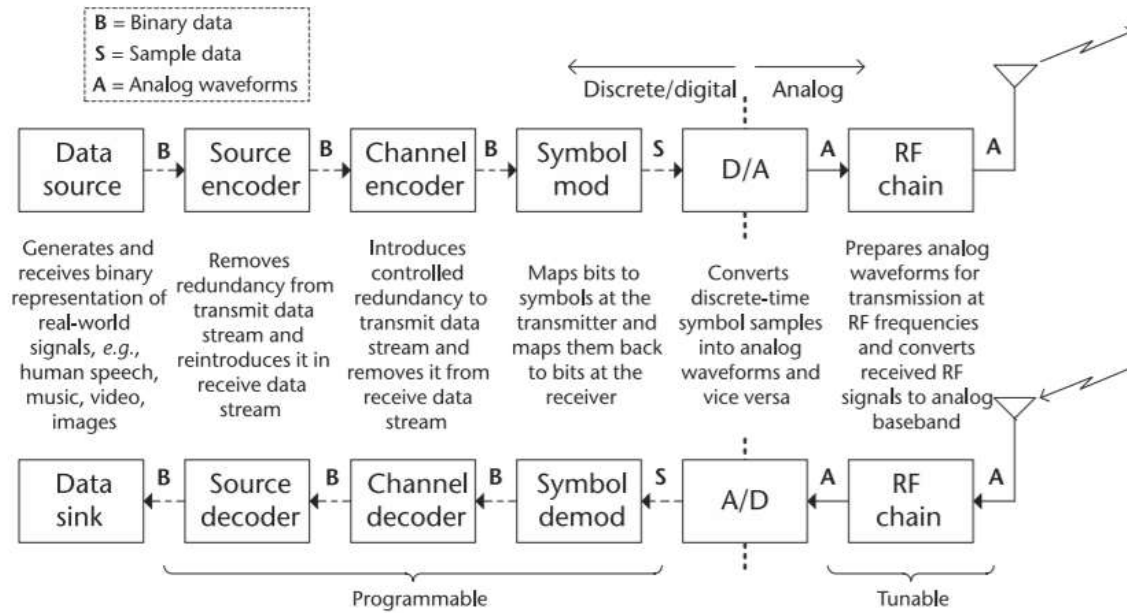 B = Binary data
S = Sample data
A = Analog waveforms
Discrete/digital
Analog
Data
source
B
Source
encoder
B
Channel
encoder
B
Symbol
mod
S
D/A
A
RF
chain
A
Generates and
receives binary
representation of
real-world
signals, e.g.,
human speech,
music, video,
images
Removes
redundancy from
transmit data
stream and
reintroduces it in
receive data
stream
Introduces
controlled
redundancy to
transmit data
stream and
removes it from
receive data
stream
Maps bits to
symbols at the
transmitter and
maps them back
to bits at the
receiver
Converts
discrete-time
symbol samples
into analog
waveforms and
vice versa
Prepares analog
waveforms for
transmission at
RF frequencies
and converts
received RF
signals to analog
baseband
Data
sink
B
Source
decoder
B
Channel
decoder
B
Symbol
demod
S
A/D
A
RF
chain
A
Programmable
Tunable